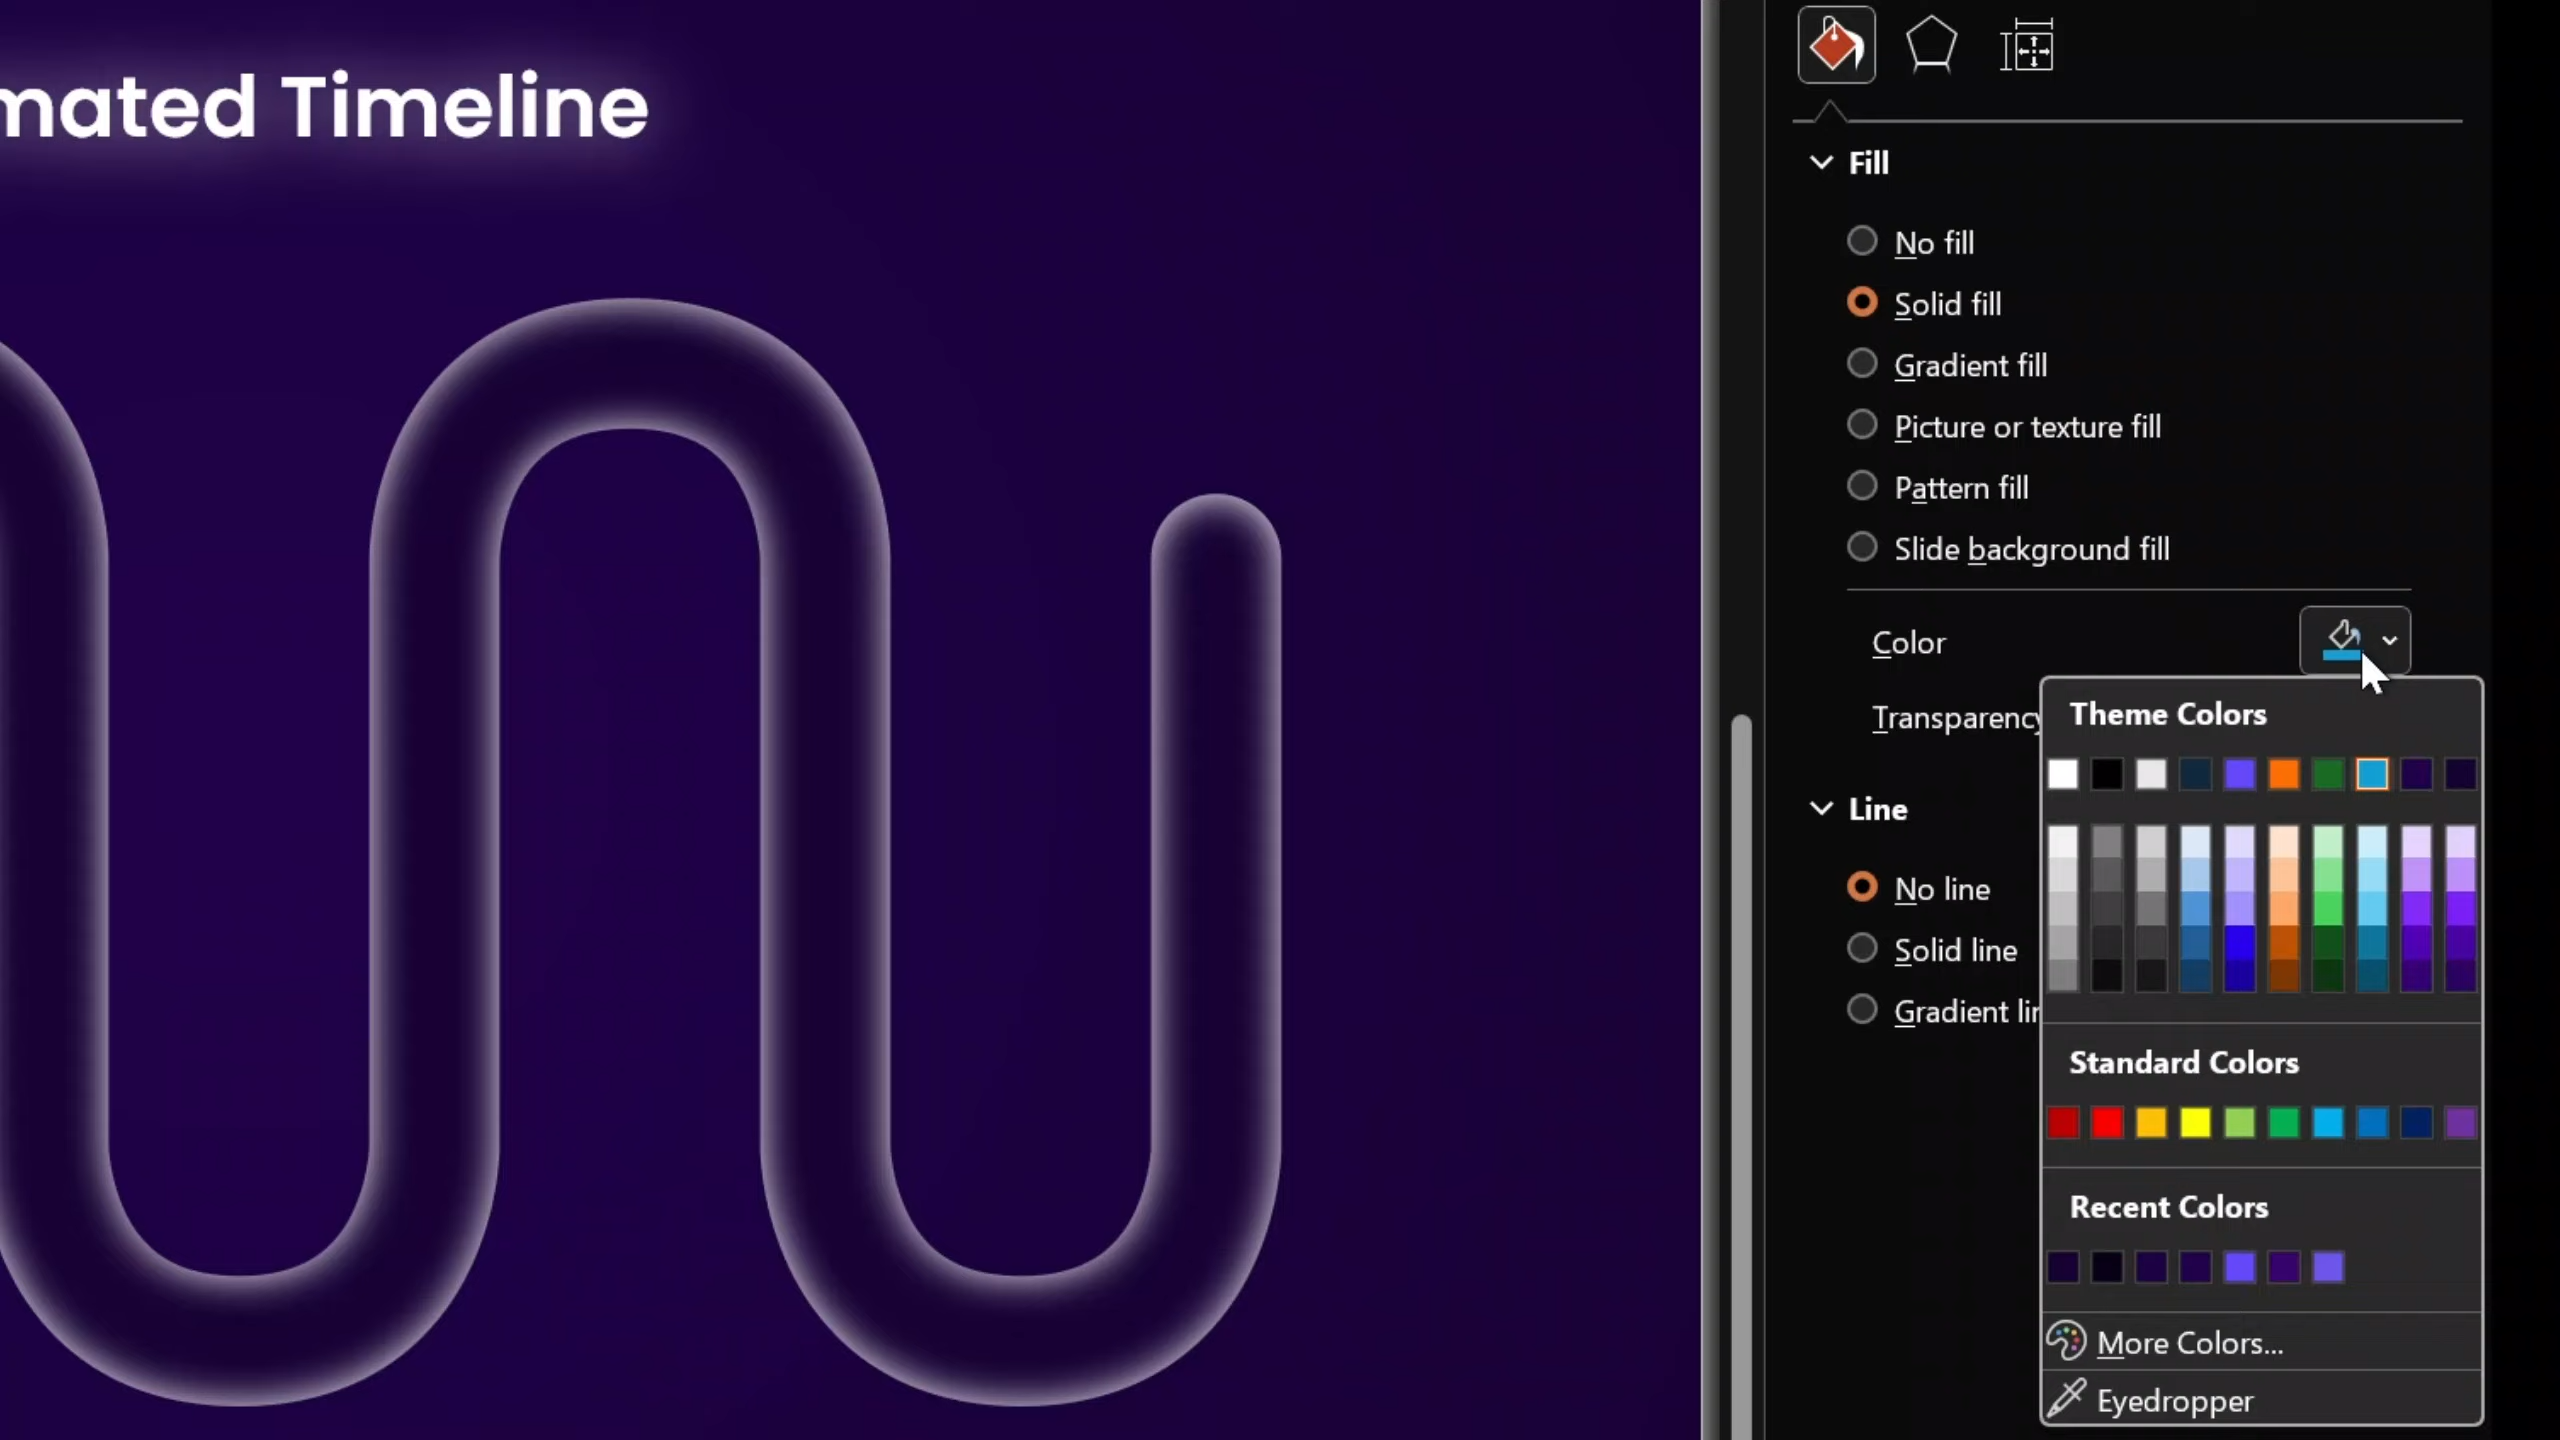 mated Timeline
Fill
No fill
Solid fill
Gradient fill
Picture or texture fill
Pattern fill
Slide background fill
Color
Transparency
Theme Colors
Line
No line
Solid line
Gradient lin
Standard Colors
Recent Colors
More Colors...
Eyedropper